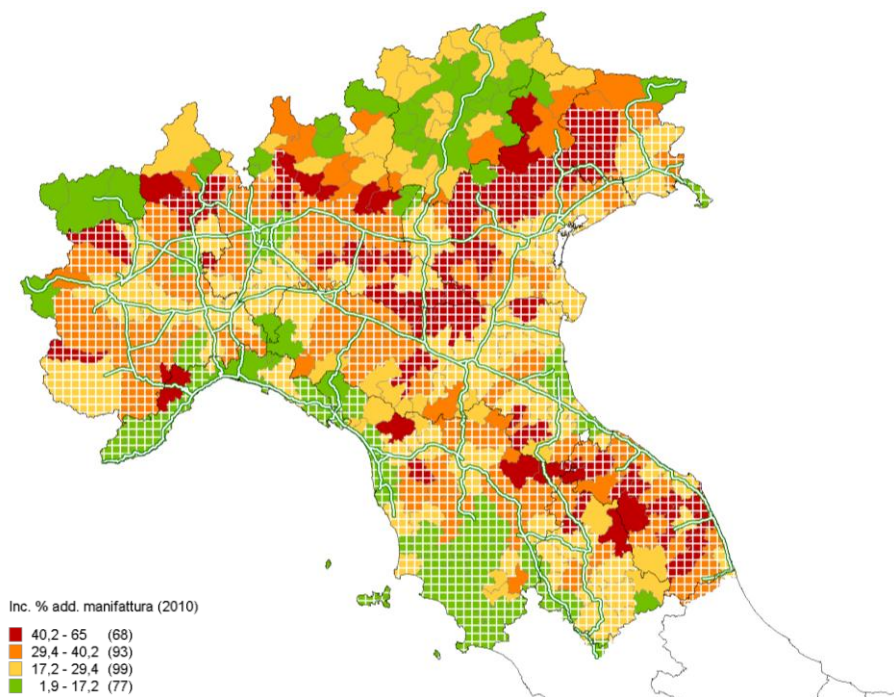 Inc. % add. manifattura (2010)
40,2 - 65 (68)
29,4 - 40,2 (93)
17,2 - 29,4 (99)
1,9 - 17,2 (77)